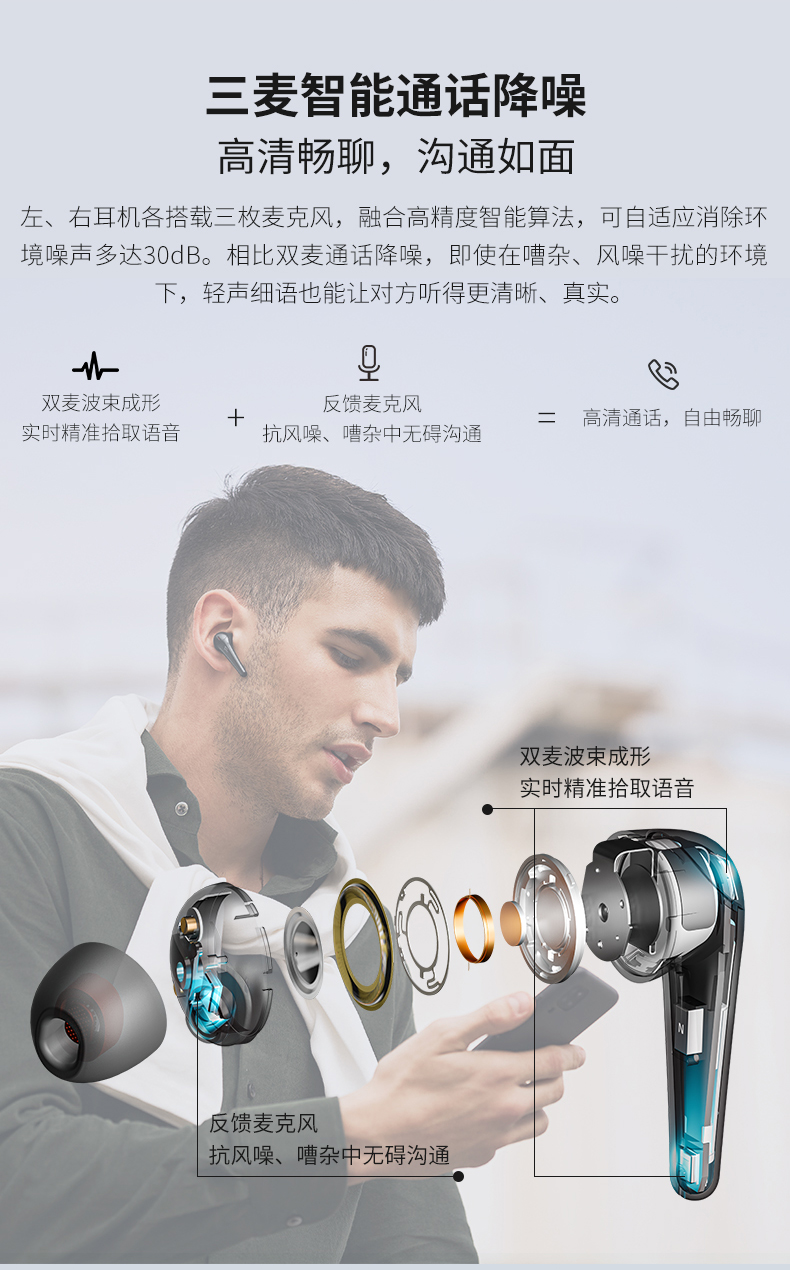 三麦智能通话降噪
高清畅聊，沟通如面
左、右耳机各搭载三枚麦克风，融合高精度智能算法，可自适应消除环
境噪声多达30dB。相比双麦通话降噪，即使在嘈杂、风噪干扰的环境
下，轻声细语也能让对方听得更清晰、真实。
双麦波束成形
实时精准拾取语音
+
反馈麦克风
抗风噪、嘈杂中无碍沟通
=
高清通话，自由畅聊
双麦波束成形
实时精准拾取语音
N
反馈麦克风
抗风噪、嘈杂中无碍沟通